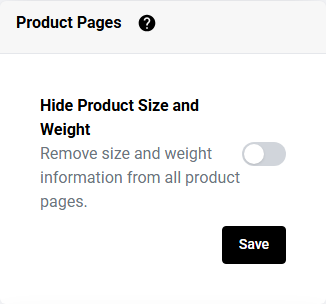 Product Pages
Hide Product Size and
Weight
Remove size and weight
information from all product
pages.
Save